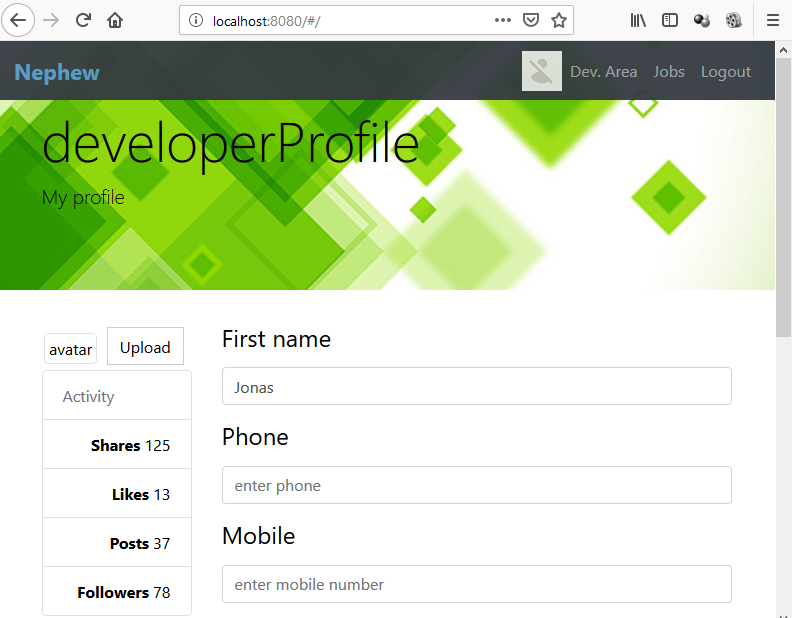 localhost:8080/#/
Nephew
Dev. Area Jobs Logout
developerProfile
My profile
avatar Upload
Activity
Shares 125
Likes 13
Posts 37
Followers 78
First name
Jonas
Phone
enter phone
Mobile
enter mobile number